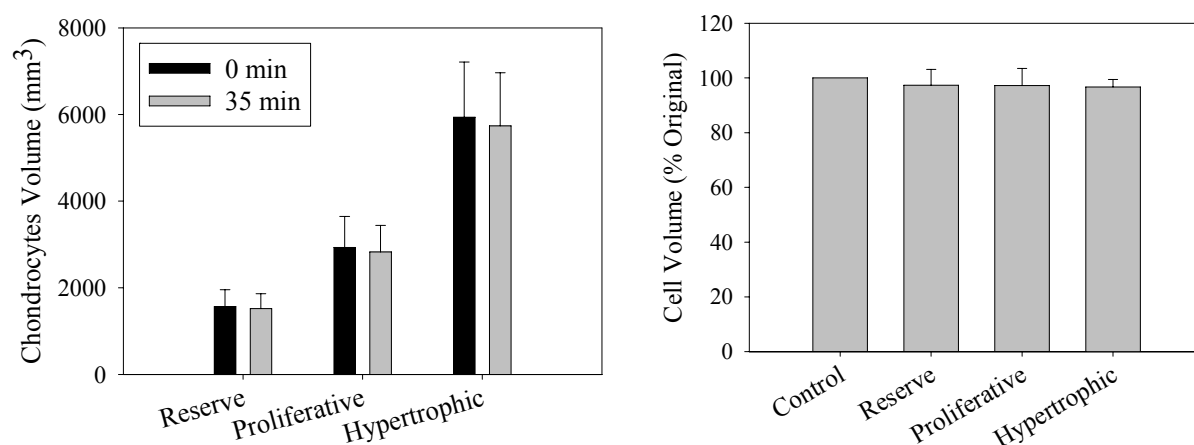 Chondrocytes Volume (mm³)
8000
6000
4000
2000
0
0 min
35 min
Reserve
Proliferative
Hypertrophic
Cell Volume (% Original)
120
100
80
60
40
20
0
Control
Reserve
Proliferative
Hypertrophic